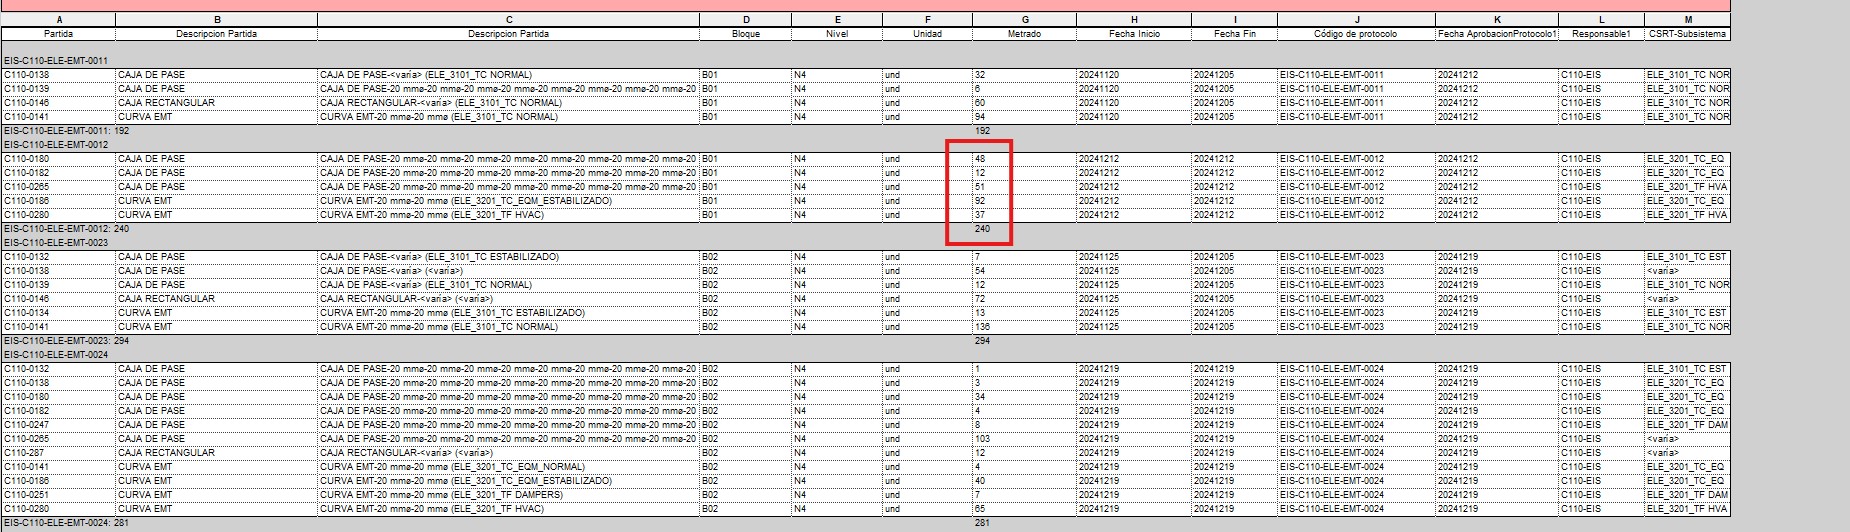 A B C D E F G H I J K L M
Partida Descripcion Partida Descripcion Partida Bloque Nivel Unidad Metrado Fecha Inicio Fecha Fin Código de protocolo Fecha AprobacionProtocolo1 Responsable1 CSRT-Subsistema
EIS-C110-ELE-EMT-0011
C110-0138 CAJA DE PASE CAJA DE PASE-<varía> (ELE_3101_TC NORMAL) B01 N4 und 32 20241120 20241205 EIS-C110-ELE-EMT-0011 20241212 C110-EIS ELE_3101_TC NOR
C110-0139 CAJA DE PASE CAJA DE PASE-20 mmø-20 mmø-20 mmø-20 mmø-20 mmø-20 mmø-20 mmø-20 B01 N4 und 6 20241120 20241205 EIS-C110-ELE-EMT-0011 20241212 C110-EIS ELE_3101_TC NOR
C110-0146 CAJA RECTANGULAR CAJA RECTANGULAR-<varía> (ELE_3101_TC NORMAL) B01 N4 und 60 20241120 20241205 EIS-C110-ELE-EMT-0011 20241212 C110-EIS ELE_3101_TC NOR
C110-0141 CURVA EMT CURVA EMT-20 mmø-20 mmø (ELE_3101_TC NORMAL) B01 N4 und 94 20241120 20241205 EIS-C110-ELE-EMT-0011 20241212 C110-EIS ELE_3101_TC NOR
EIS-C110-ELE-EMT-0011: 192 192
EIS-C110-ELE-EMT-0012
C110-0180 CAJA DE PASE CAJA DE PASE-20 mmø-20 mmø-20 mmø-20 mmø-20 mmø-20 mmø-20 mmø-20 B01 N4 und 48 20241212 20241212 EIS-C110-ELE-EMT-0012 20241212 C110-EIS ELE_3201_TC_EQ
C110-0182 CAJA DE PASE CAJA DE PASE-20 mmø-20 mmø-20 mmø-20 mmø-20 mmø-20 mmø-20 mmø-20 B01 N4 und 12 20241212 20241212 EIS-C110-ELE-EMT-0012 20241212 C110-EIS ELE_3201_TC_EQ
C110-0265 CAJA DE PASE CAJA DE PASE-20 mmø-20 mmø-20 mmø-20 mmø-20 mmø-20 mmø-20 mmø-20 B01 N4 und 51 20241212 20241212 EIS-C110-ELE-EMT-0012 20241212 C110-EIS ELE_3201_TF HVA
C110-0186 CURVA EMT CURVA EMT-20 mmø-20 mmø (ELE_3201_TC_EQM_ESTABILIZADO) B01 N4 und 92 20241212 20241212 EIS-C110-ELE-EMT-0012 20241212 C110-EIS ELE_3201_TC_EQ
C110-0280 CURVA EMT CURVA EMT-20 mmø-20 mmø (ELE_3201_TF HVAC) B01 N4 und 37 20241212 20241212 EIS-C110-ELE-EMT-0012 20241212 C110-EIS ELE_3201_TF HVA
EIS-C110-ELE-EMT-0012: 240 240
EIS-C110-ELE-EMT-0023
C110-0132 CAJA DE PASE CAJA DE PASE-<varía> (ELE_3101_TC ESTABILIZADO) B02 N4 und 7 20241125 20241205 EIS-C110-ELE-EMT-0023 20241219 C110-EIS ELE_3101_TC EST
C110-0138 CAJA DE PASE CAJA DE PASE-<varía> (<varía>) B02 N4 und 54 20241125 20241205 EIS-C110-ELE-EMT-0023 20241219 C110-EIS <varía>
C110-0139 CAJA DE PASE CAJA DE PASE-<varía> (ELE_3101_TC NORMAL) B02 N4 und 12 20241125 20241205 EIS-C110-ELE-EMT-0023 20241219 C110-EIS ELE_3101_TC NOR
C110-0146 CAJA RECTANGULAR CAJA RECTANGULAR-<varía> (<varía>) B02 N4 und 72 20241125 20241205 EIS-C110-ELE-EMT-0023 20241219 C110-EIS <varía>
C110-0134 CURVA EMT CURVA EMT-20 mmø-20 mmø (ELE_3101_TC ESTABILIZADO) B02 N4 und 13 20241125 20241205 EIS-C110-ELE-EMT-0023 20241219 C110-EIS ELE_3101_TC EST
C110-0141 CURVA EMT CURVA EMT-20 mmø-20 mmø (ELE_3101_TC NORMAL) B02 N4 und 136 20241125 20241205 EIS-C110-ELE-EMT-0023 20241219 C110-EIS ELE_3101_TC NOR
EIS-C110-ELE-EMT-0023: 294 294
EIS-C110-ELE-EMT-0024
C110-0132 CAJA DE PASE CAJA DE PASE-20 mmø-20 mmø-20 mmø-20 mmø-20 mmø-20 mmø-20 mmø-20 B02 N4 und 1 20241219 20241219 EIS-C110-ELE-EMT-0024 20241219 C110-EIS ELE_3101_TC EST
C110-0138 CAJA DE PASE CAJA DE PASE-20 mmø-20 mmø-20 mmø-20 mmø-20 mmø-20 mmø-20 mmø-20 B02 N4 und 3 20241219 20241219 EIS-C110-ELE-EMT-0024 20241219 C110-EIS ELE_3201_TC_EQ
C110-0180 CAJA DE PASE CAJA DE PASE-20 mmø-20 mmø-20 mmø-20 mmø-20 mmø-20 mmø-20 mmø-20 B02 N4 und 34 20241219 20241219 EIS-C110-ELE-EMT-0024 20241219 C110-EIS ELE_3201_TC_EQ
C110-0182 CAJA DE PASE CAJA DE PASE-20 mmø-20 mmø-20 mmø-20 mmø-20 mmø-20 mmø-20 mmø-20 B02 N4 und 4 20241219 20241219 EIS-C110-ELE-EMT-0024 20241219 C110-EIS ELE_3201_TC_EQ
C110-0247 CAJA DE PASE CAJA DE PASE-20 mmø-20 mmø-20 mmø-20 mmø-20 mmø-20 mmø-20 mmø-20 B02 N4 und 8 20241219 20241219 EIS-C110-ELE-EMT-0024 20241219 C110-EIS ELE_3201_TF DAM
C110-0265 CAJA DE PASE CAJA DE PASE-20 mmø-20 mmø-20 mmø-20 mmø-20 mmø-20 mmø-20 mmø-20 B02 N4 und 103 20241219 20241219 EIS-C110-ELE-EMT-0024 20241219 C110-EIS <varía>
C110-287 CAJA RECTANGULAR CAJA RECTANGULAR-<varía> (<varía>) B02 N4 und 12 20241219 20241219 EIS-C110-ELE-EMT-0024 20241219 C110-EIS <varía>
C110-0141 CURVA EMT CURVA EMT-20 mmø-20 mmø (ELE_3201_TC_EQM_NORMAL) B02 N4 und 4 20241219 20241219 EIS-C110-ELE-EMT-0024 20241219 C110-EIS ELE_3201_TC_EQ
C110-0186 CURVA EMT CURVA EMT-20 mmø-20 mmø (ELE_3201_TC_EQM_ESTABILIZADO) B02 N4 und 40 20241219 20241219 EIS-C110-ELE-EMT-0024 20241219 C110-EIS ELE_3201_TC_EQ
C110-0251 CURVA EMT CURVA EMT-20 mmø-20 mmø (ELE_3201_TF DAMPERS) B02 N4 und 7 20241219 20241219 EIS-C110-ELE-EMT-0024 20241219 C110-EIS ELE_3201_TF DAM
C110-0280 CURVA EMT CURVA EMT-20 mmø-20 mmø (ELE_3201_TF HVAC) B02 N4 und 65 20241219 20241219 EIS-C110-ELE-EMT-0024 20241219 C110-EIS ELE_3201_TF HVA
EIS-C110-ELE-EMT-0024: 281 281